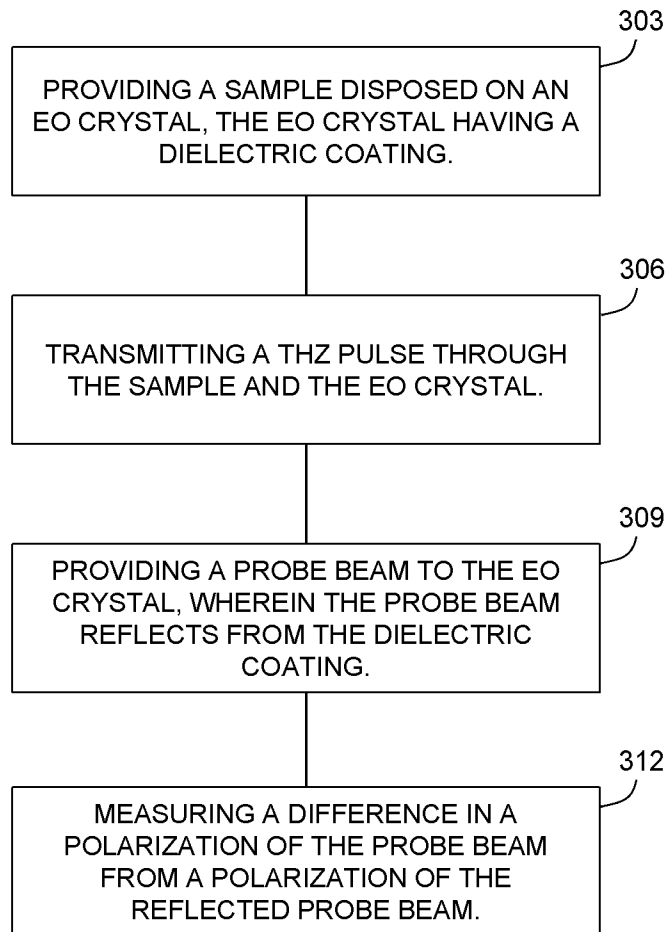 303
PROVIDING A SAMPLE DISPOSED ON AN
EO CRYSTAL, THE EO CRYSTAL HAVING A
DIELECTRIC COATING.
306
TRANSMITTING A THZ PULSE THROUGH
THE SAMPLE AND THE EO CRYSTAL.
309
PROVIDING A PROBE BEAM TO THE EO
CRYSTAL, WHEREIN THE PROBE BEAM
REFLECTS FROM THE DIELECTRIC
COATING.
312
MEASURING A DIFFERENCE IN A
POLARIZATION OF THE PROBE BEAM
FROM A POLARIZATION OF THE
REFLECTED PROBE BEAM.